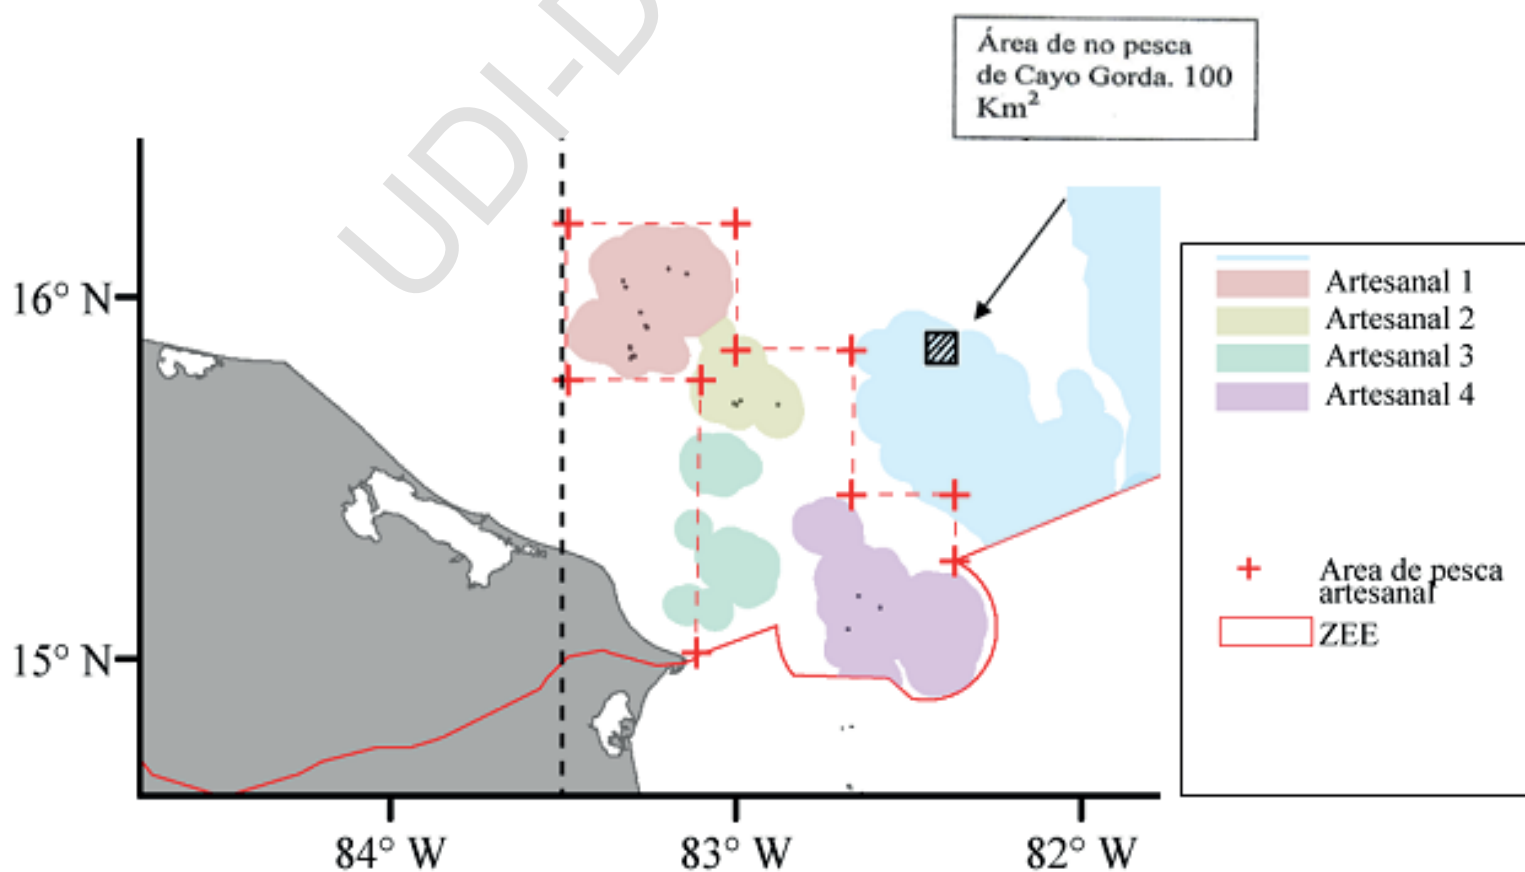 UDI-D
Área de no pesca
de Cayo Gorda. 100
Km²
16° N
15° N
84° W
83° W
82° W
Artesanal 1
Artesanal 2
Artesanal 3
Artesanal 4
Area de pesca
artesanal
ZEE